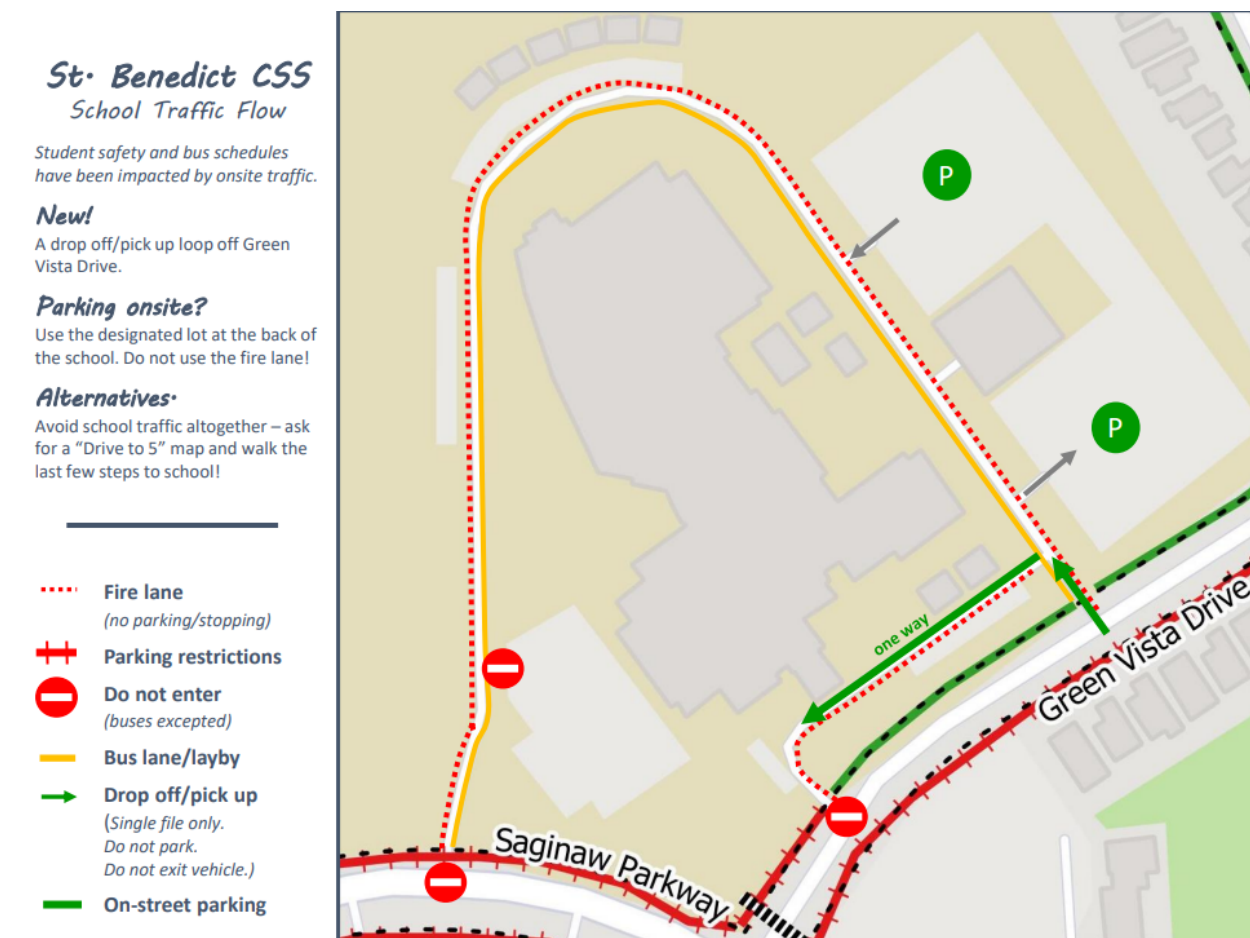 St. Benedict CSS
School Traffic Flow
Student safety and bus schedules
have been impacted by onsite traffic.
New!
A drop off/pick up loop off Green
Vista Drive.
Parking onsite?
Use the designated lot at the back of
the school. Do not use the fire lane!
Alternatives.
Avoid school traffic altogether – ask
for a “Drive to 5” map and walk the
last few steps to school!
Fire lane
(no parking/stopping)
Parking restrictions
Do not enter
(buses excepted)
Bus lane/layby
Drop off/pick up
(Single file only.
Do not park.
Do not exit vehicle.)
On-street parking
P
P
one way
Green Vista Drive
Saginaw Parkway